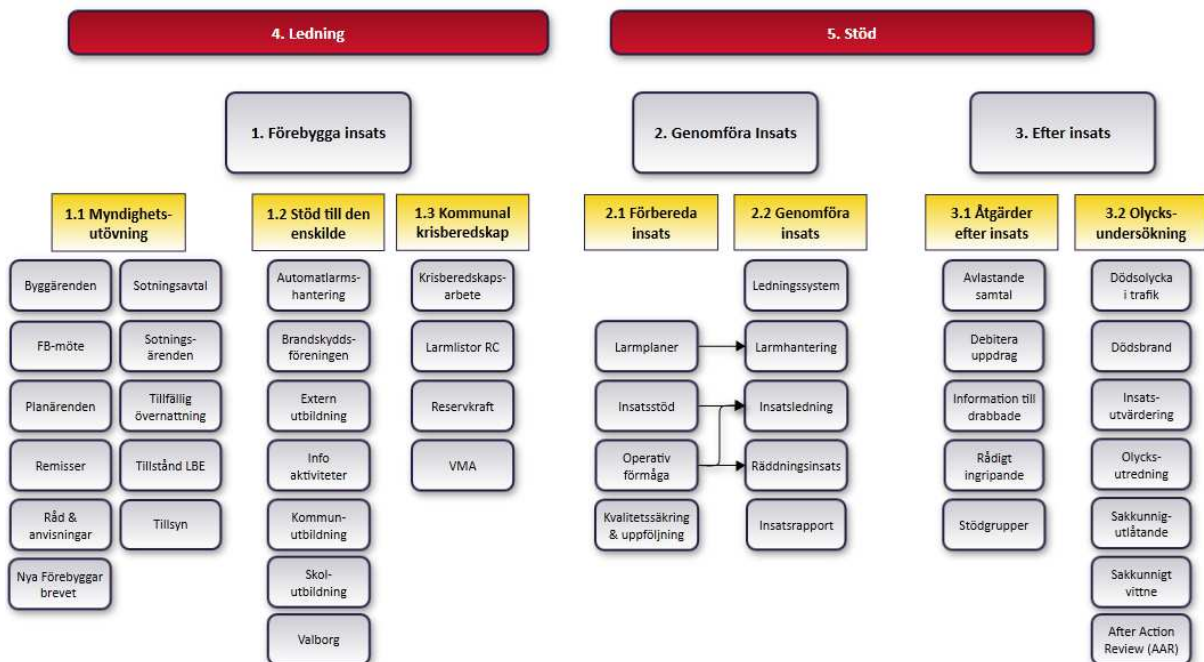 4. Ledning
5. Stöd
1. Förebygga insats
2. Genomföra Insats
3. Efter insats
1.1 Myndighets-
utövning
1.2 Stöd till den
enskilde
1.3 Kommunal
krisberedskap
2.1 Förbereda
insats
2.2 Genomföra
insats
3.1 Åtgärder
efter insats
3.2 Olycks-
undersökning
Byggärenden
FB-möte
Planärenden
Remisser
Råd &
anvisningar
Nya Förebyggar
brevet
Sotningsavtal
Sotnings-
ärenden
Tillfällig
övernattning
Tillstånd LBE
Tillsyn
Automatlarms-
hantering
Brandskydds-
föreningen
Extern
utbildning
Info
aktiviteter
Kommun-
utbildning
Skol-
utbildning
Valborg
Krisberedskaps-
arbete
Larmlistor RC
Reservkraft
VMA
Larmplaner
Insatsstöd
Operativ
förmåga
Kvalitetssäkring
& uppföljning
Ledningssystem
Larmhantering
Insatsledning
Räddningsinsats
Insatsrapport
Avlastande
samtal
Debitera
uppdrag
Information till
drabbade
Rådigt
ingripande
Stödgrupper
Dödsolycka
i trafik
Dödsbrand
Insats-
utvärdering
Olycks-
utredning
Sakkunnig-
utlåtande
Sakkunnigt
vittne
After Action
Review (AAR)